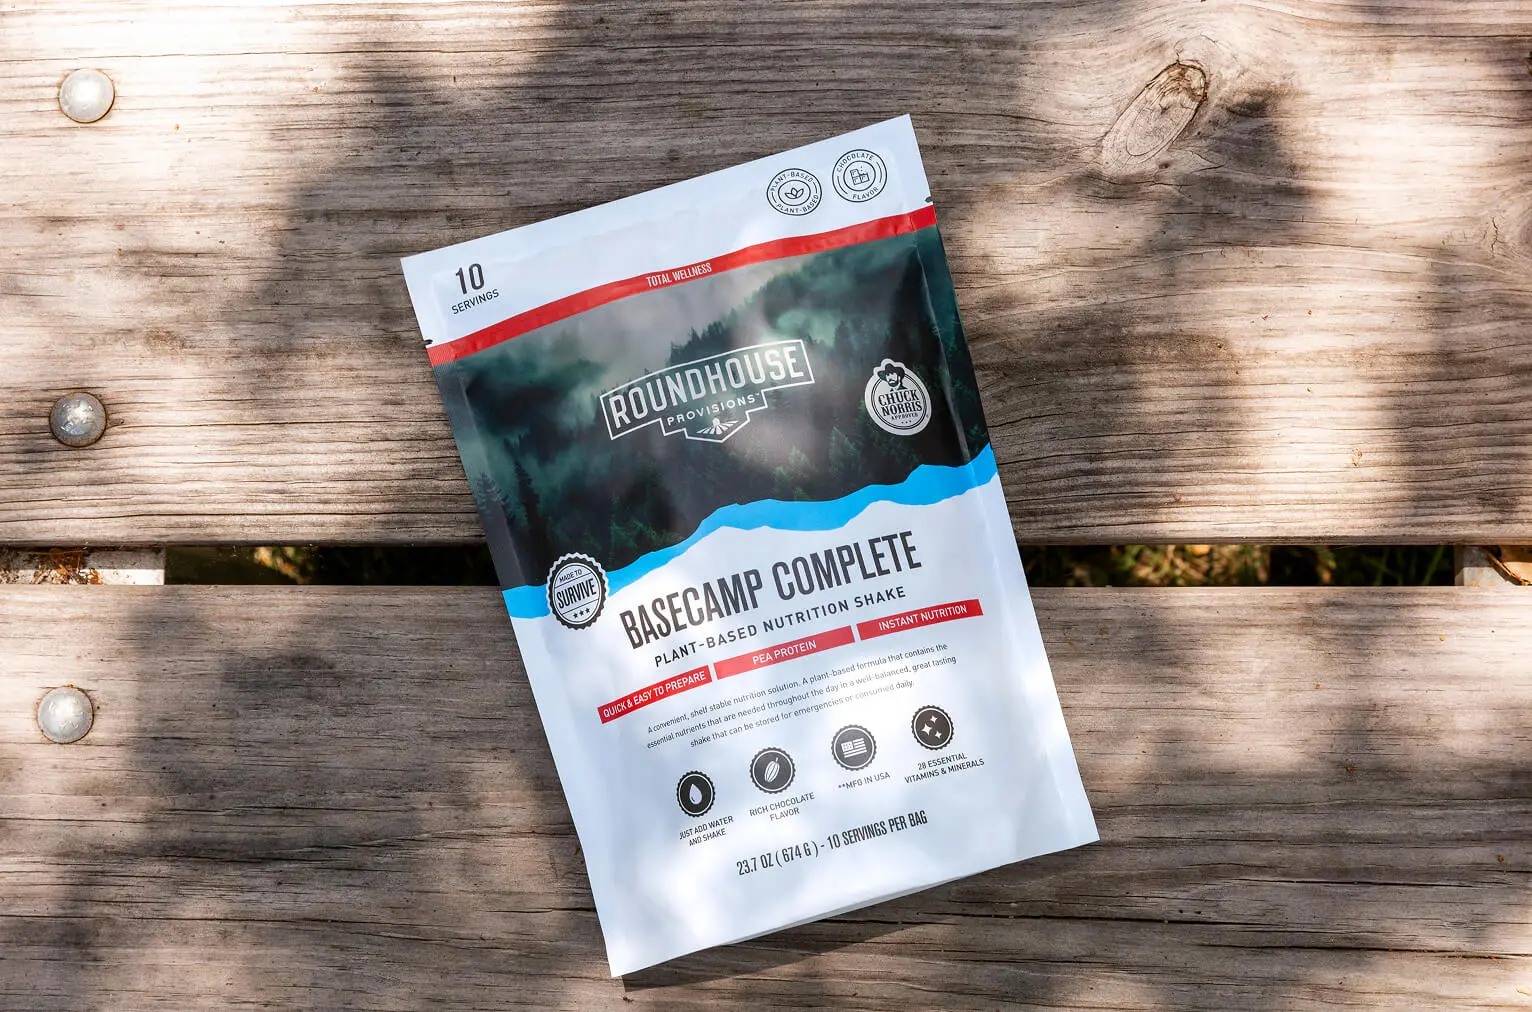 PLANT-BASED
PLANT-BASED
CHOCOLATE
FLAVOR
10
SERVINGS
TOTAL WELLNESS
ROUNDHOUSE
PROVISIONS™
CHUCK
NORRIS
APPROVED
MADE TO
SURVIVE
BASECAMP COMPLETE
PLANT-BASED NUTRITION SHAKE
QUICK & EASY TO PREPARE
PEA PROTEIN
INSTANT NUTRITION
A convenient, shelf stable nutrition solution. A plant-based formula that contains the
essential nutrients that are needed throughout the day in a well-balanced, great tasting
shake that can be stored for emergencies or consumed daily.
JUST ADD WATER
AND SHAKE
RICH CHOCOLATE
FLAVOR
**MFG IN USA
28 ESSENTIAL
VITAMINS & MINERALS
23.7 OZ ( 674 G ) - 10 SERVINGS PER BAG